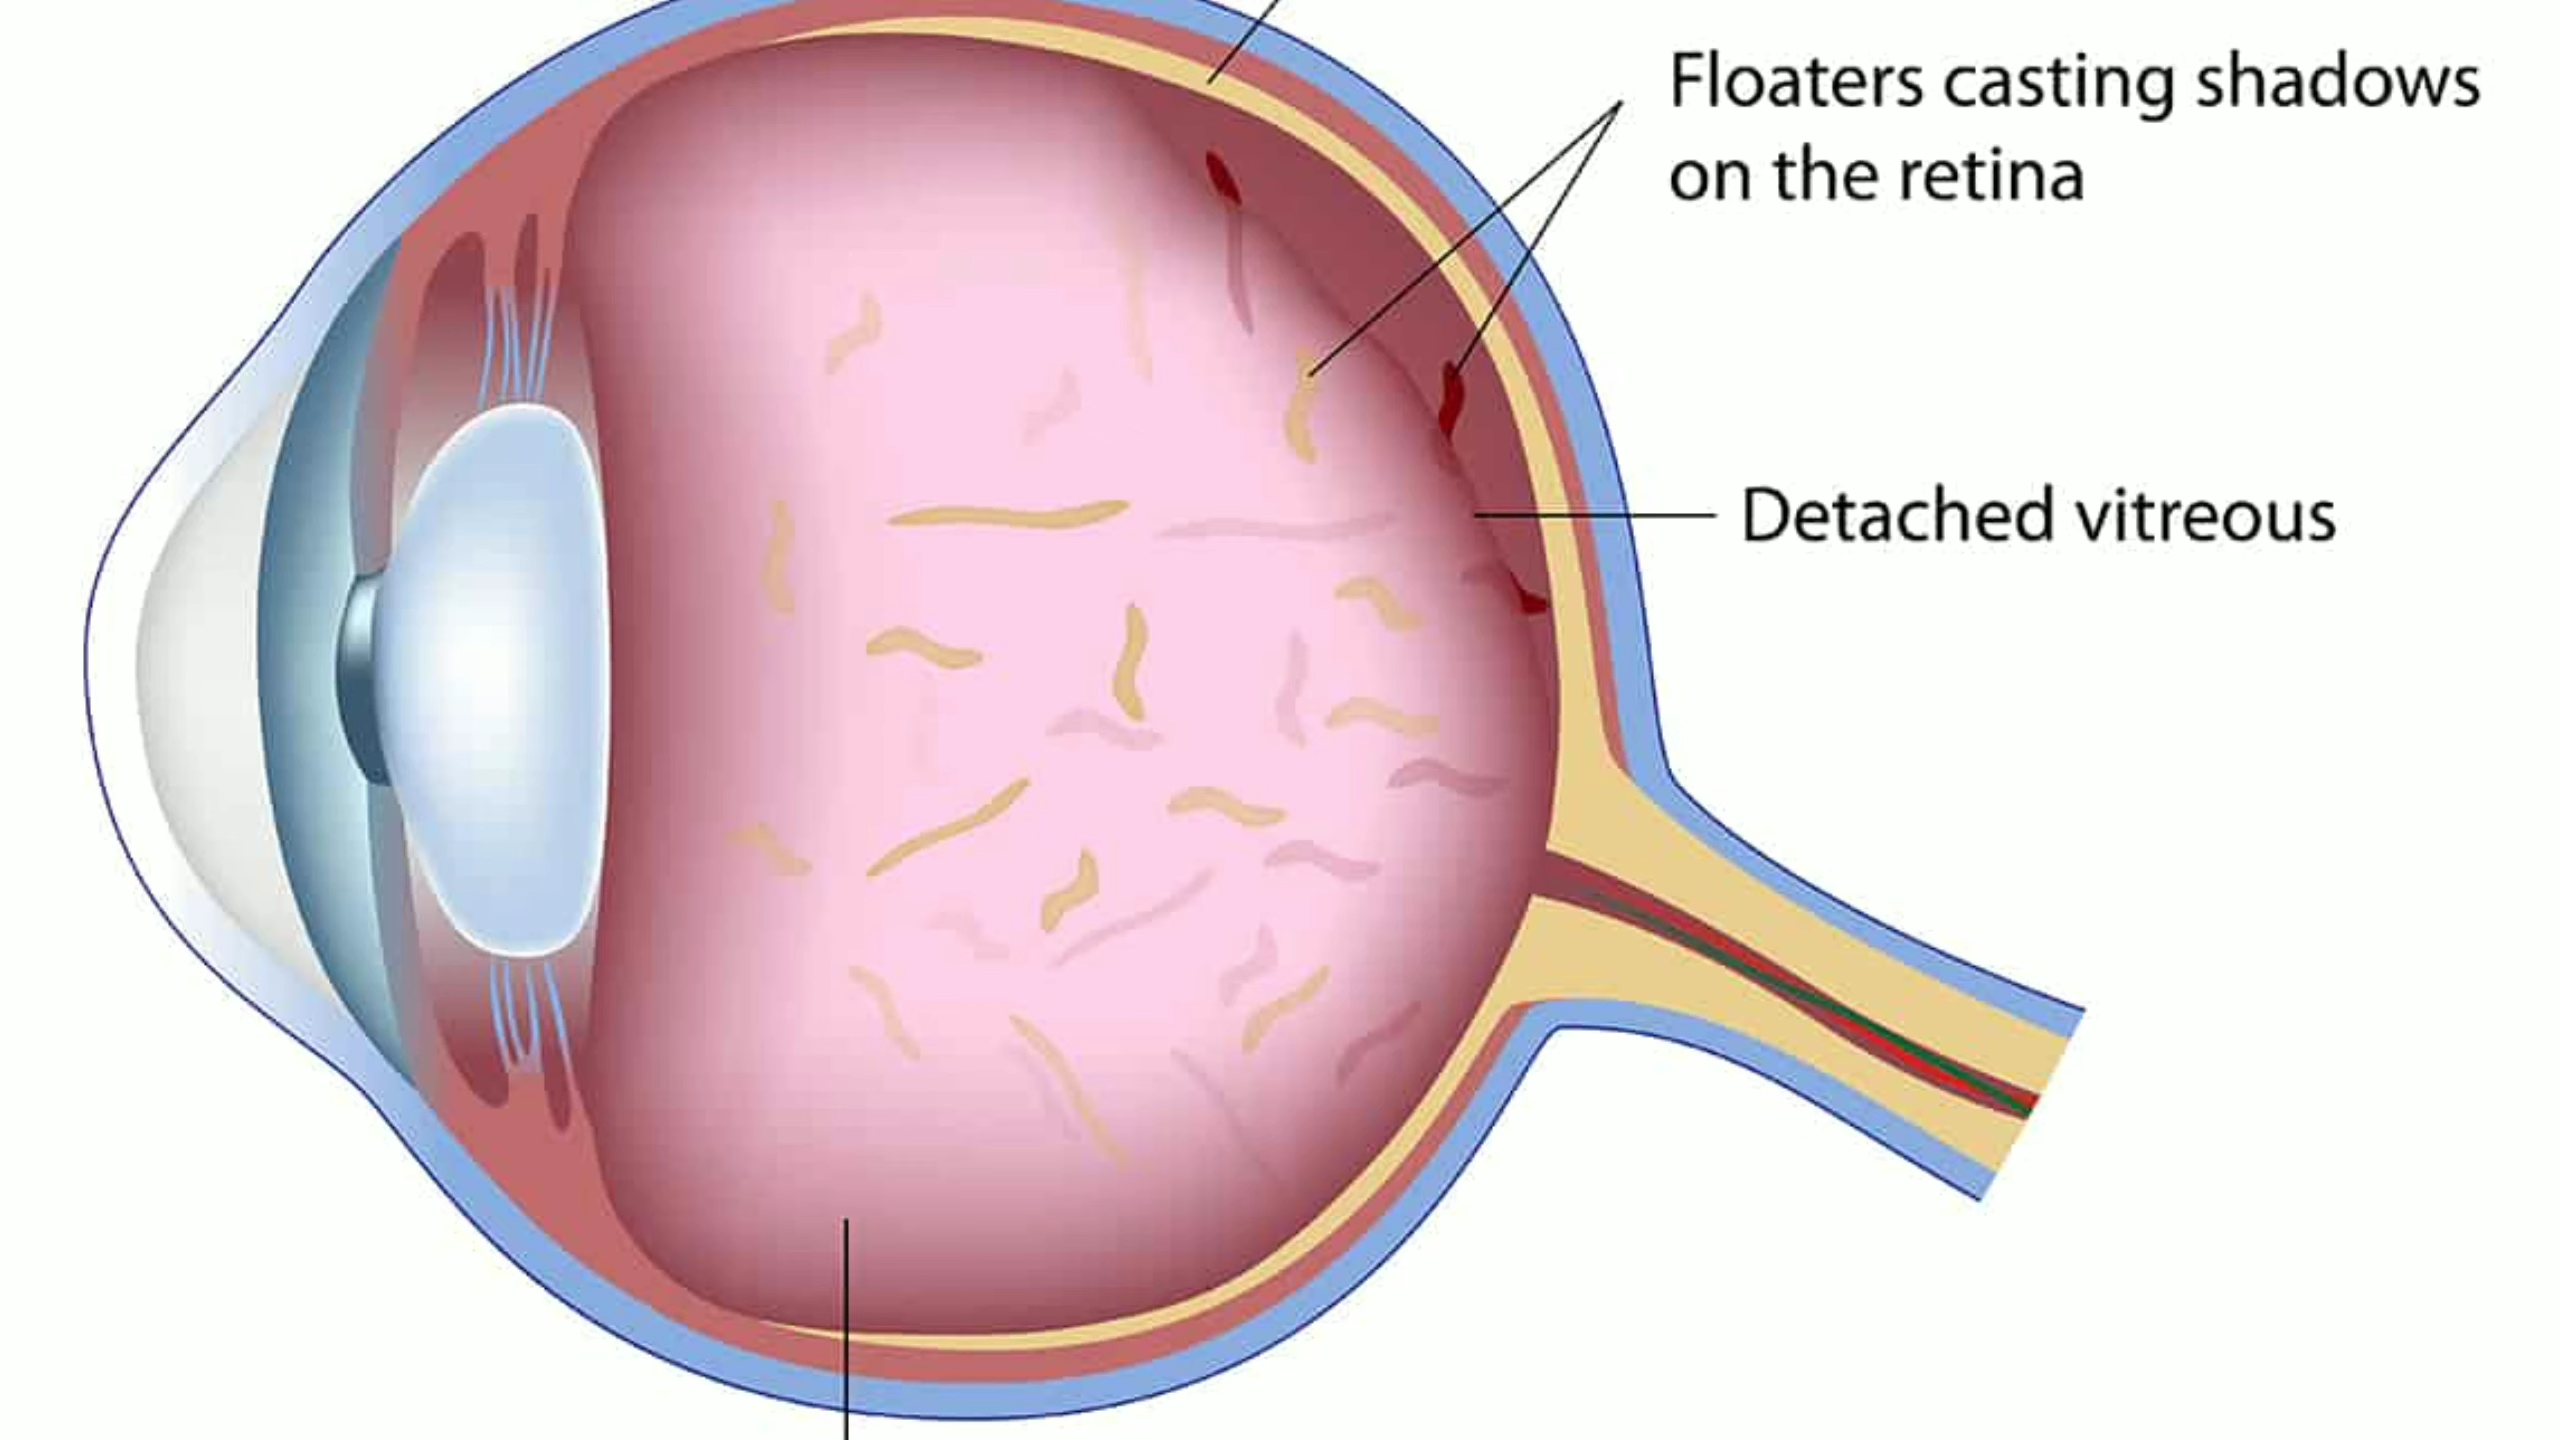 Floaters casting shadows
on the retina
Detached vitreous